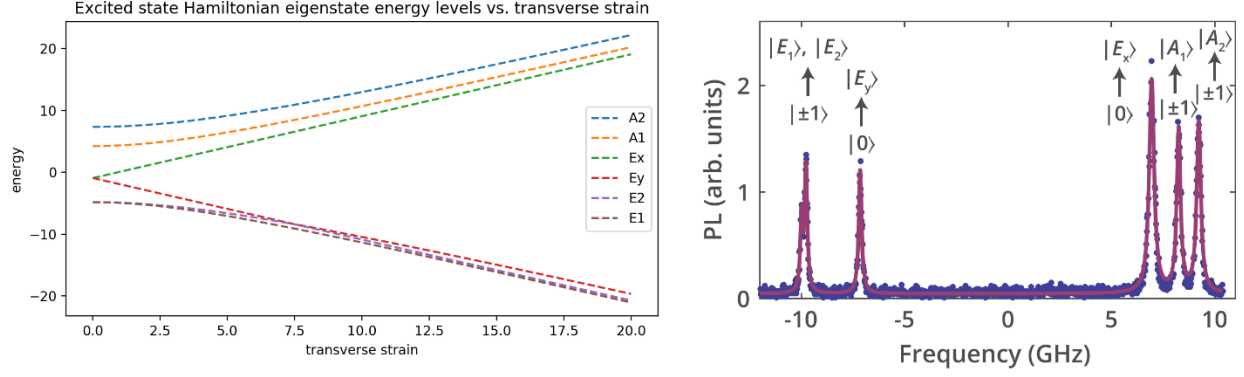 Excited state Hamiltonian eigenstate energy levels vs. transverse strain
energy
20
10
0
−10
−20
A2
A1
Ex
Ey
E2
E1
0.0 2.5 5.0 7.5 10.0 12.5 15.0 17.5 20.0
transverse strain
PL (arb. units)
2
1
0
|E₁⟩, |E₂⟩
|±1⟩
|E_y⟩
|0⟩
|E_x⟩
|0⟩
|A₁⟩
|±1⟩
|A₂⟩
|±1⟩
-10 -5 0 5 10
Frequency (GHz)